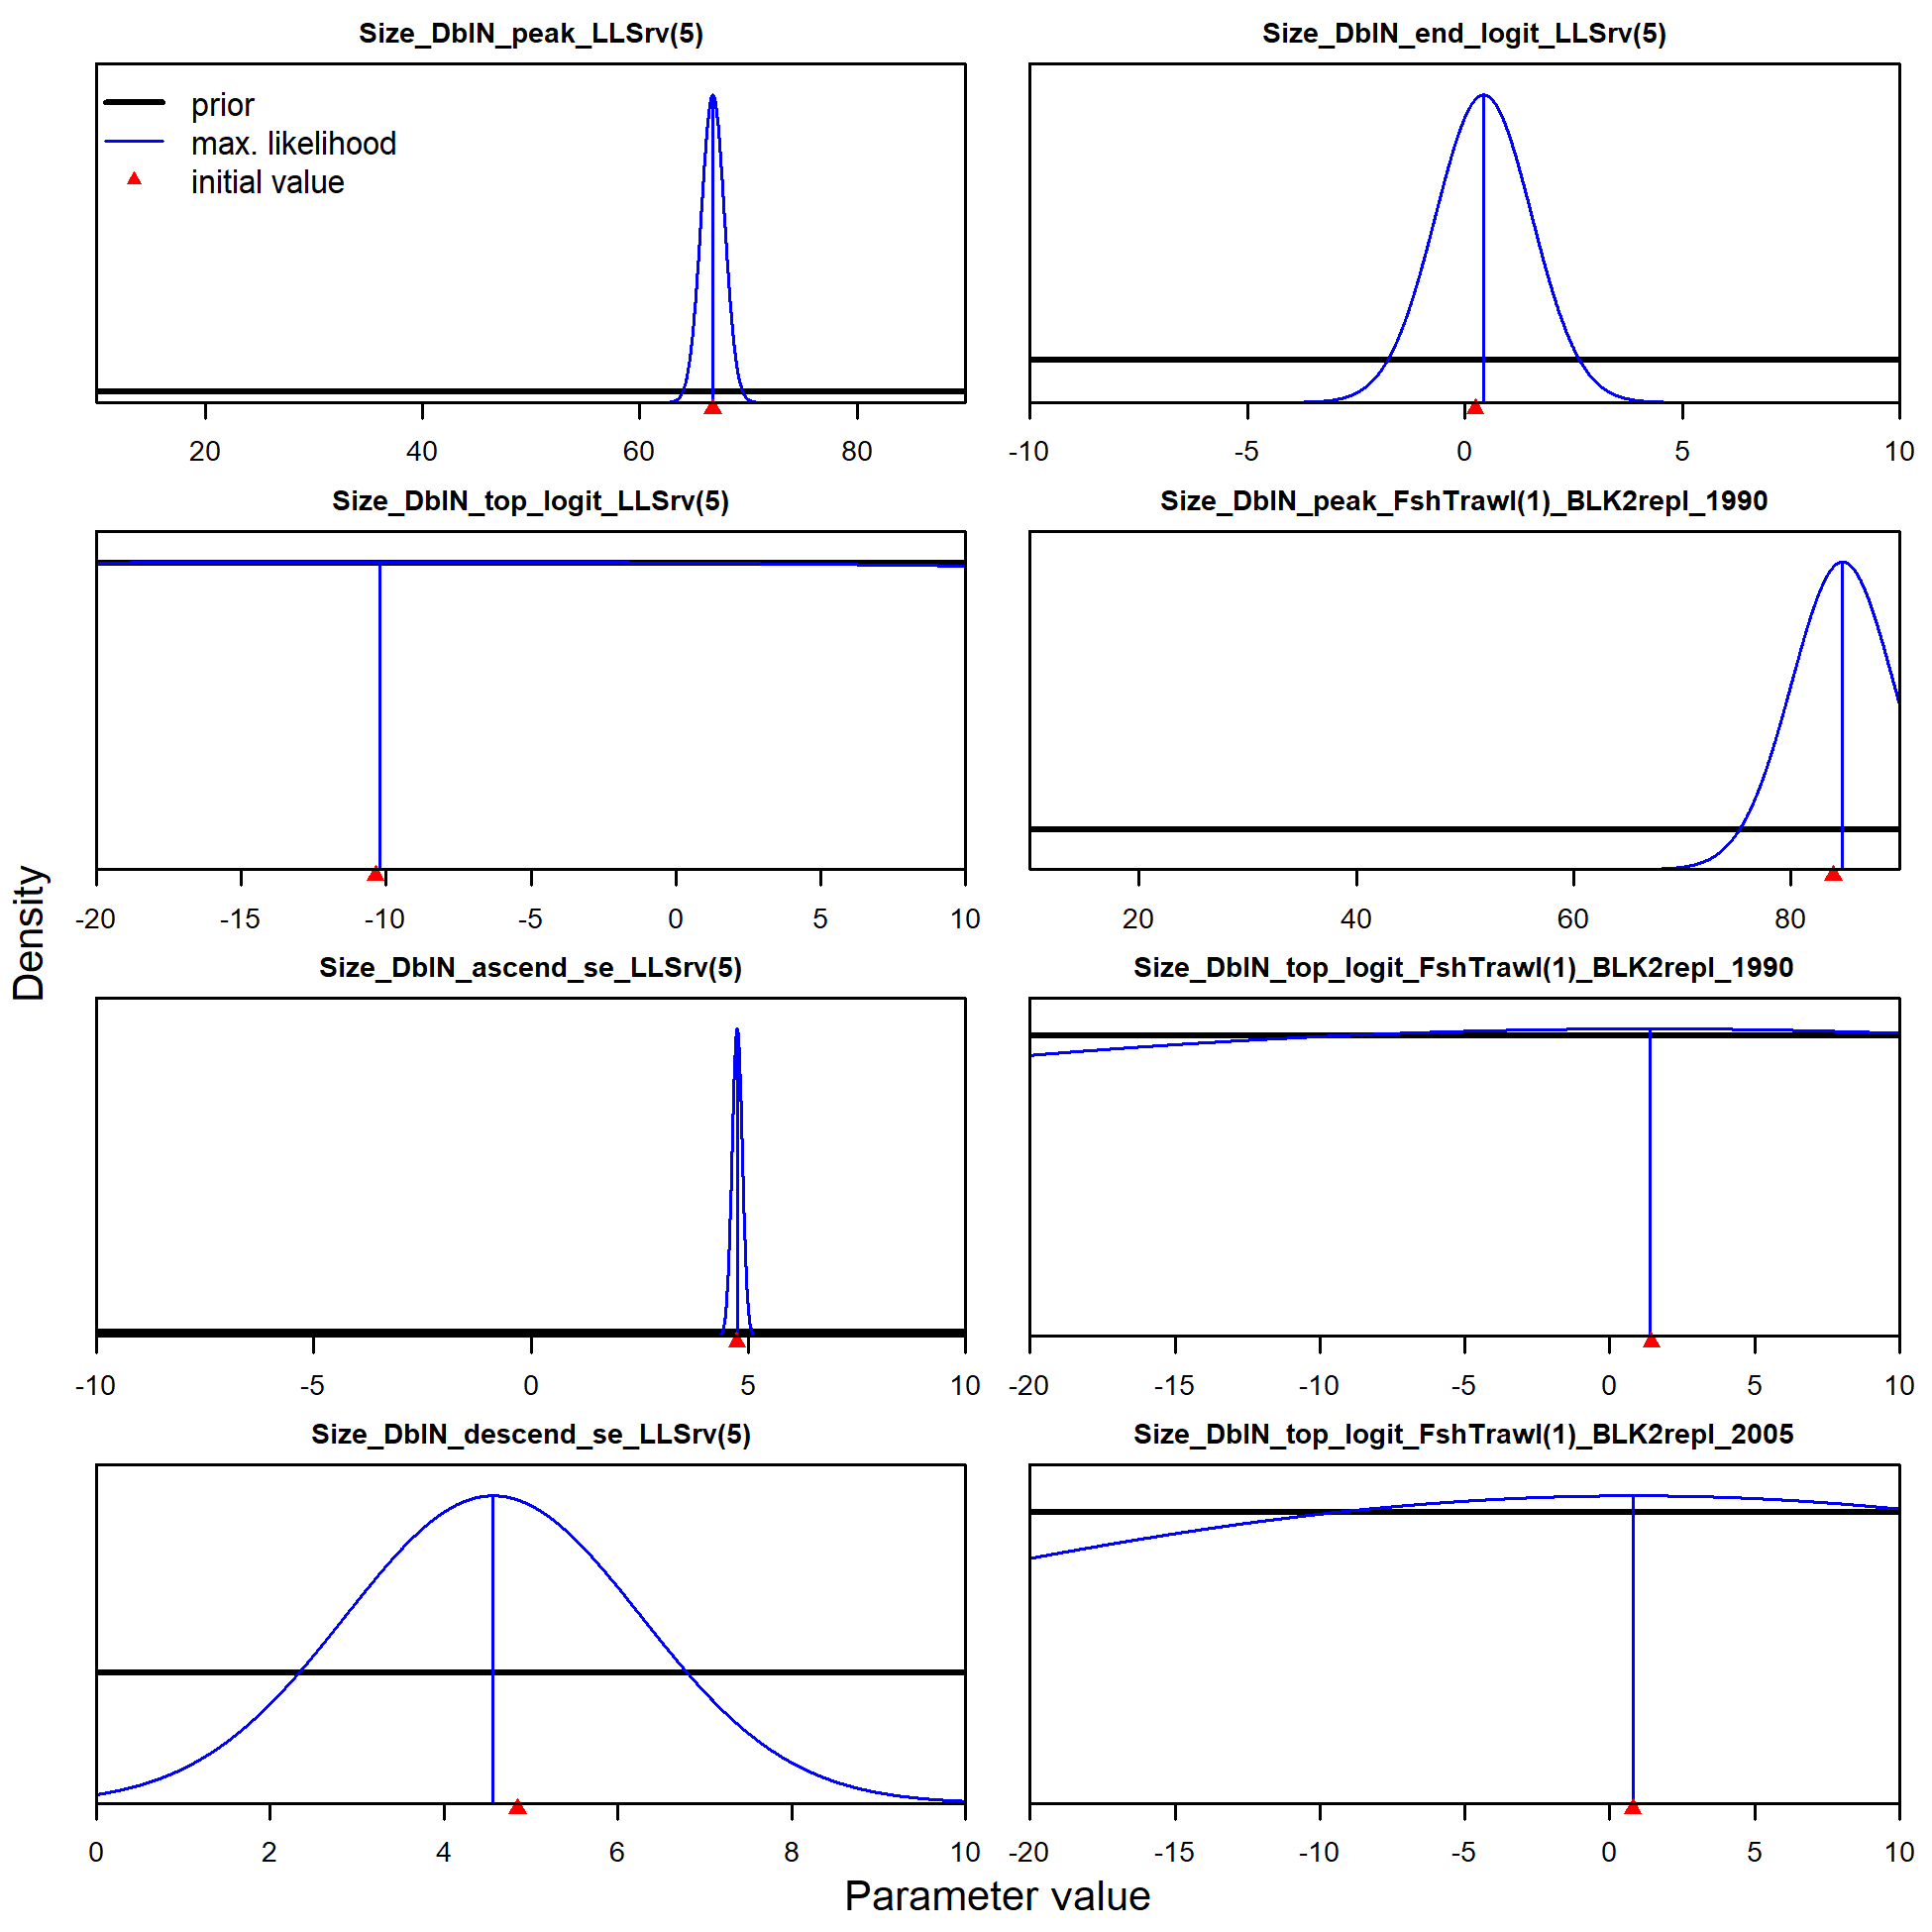 Size_DblN_peak_LLSrv(5)
prior
max. likelihood
initial value
20 40 60 80
Size_DblN_end_logit_LLSrv(5)
-10 -5 0 5 10
Size_DblN_top_logit_LLSrv(5)
-20 -15 -10 -5 0 5 10
Size_DblN_peak_FshTrawl(1)_BLK2repl_1990
20 40 60 80
Size_DblN_ascend_se_LLSrv(5)
-10 -5 0 5 10
Size_DblN_top_logit_FshTrawl(1)_BLK2repl_1990
-20 -15 -10 -5 0 5 10
Size_DblN_descend_se_LLSrv(5)
0 2 4 6 8 10
Size_DblN_top_logit_FshTrawl(1)_BLK2repl_2005
-20 -15 -10 -5 0 5 10
Density
Parameter value